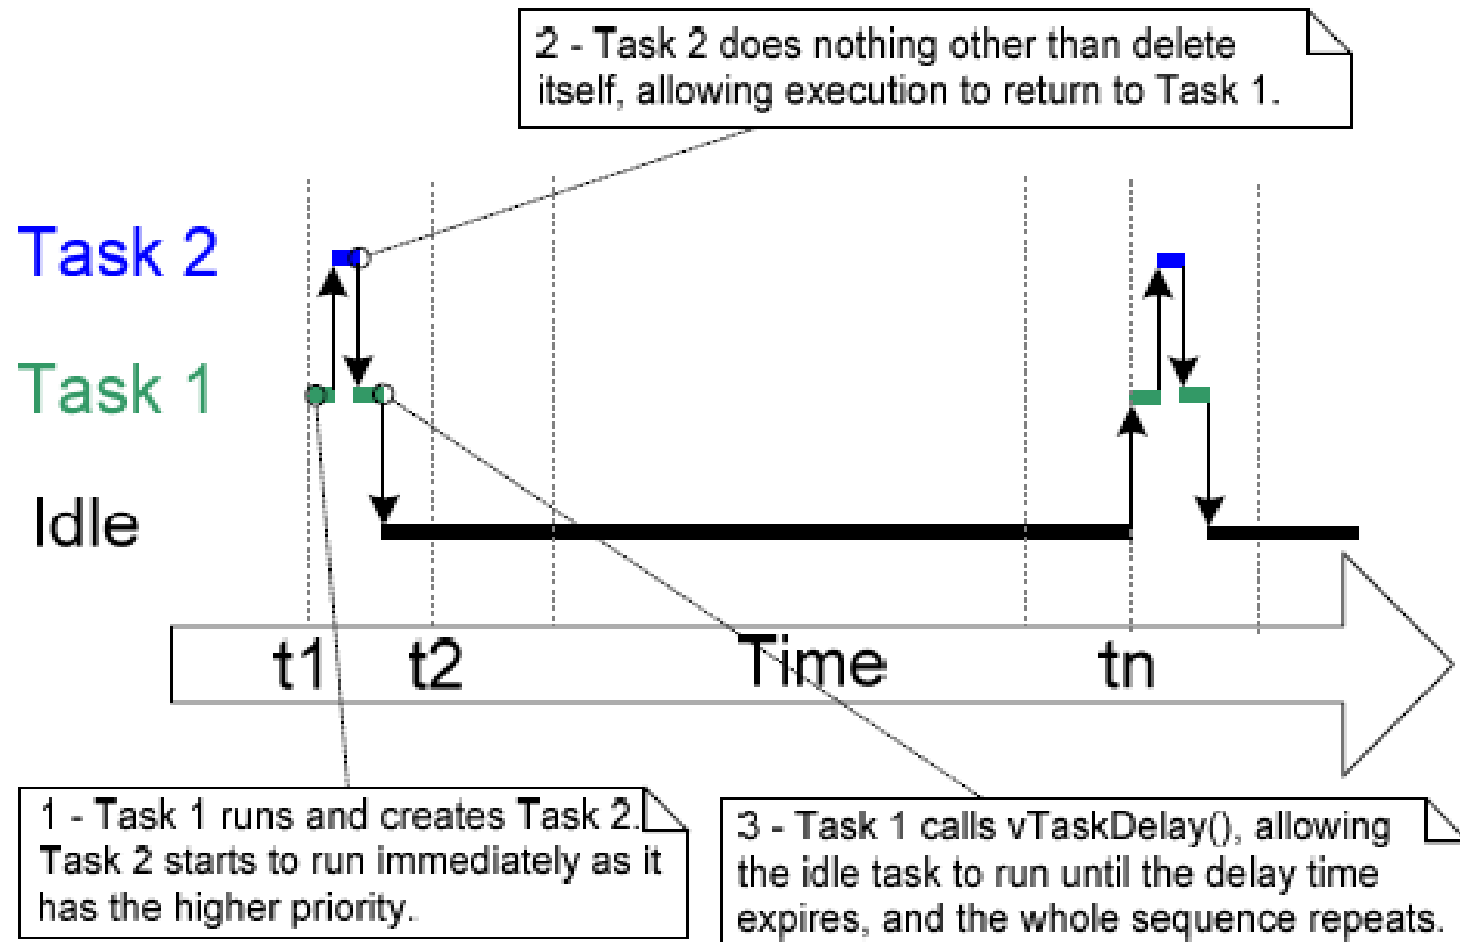 2 - Task 2 does nothing other than delete
itself, allowing execution to return to Task 1.
Task 2
Task 1
Idle
t1 t2 Time tn
1 - Task 1 runs and creates Task 2.
Task 2 starts to run immediately as it
has the higher priority.
3 - Task 1 calls vTaskDelay(), allowing
the idle task to run until the delay time
expires, and the whole sequence repeats.